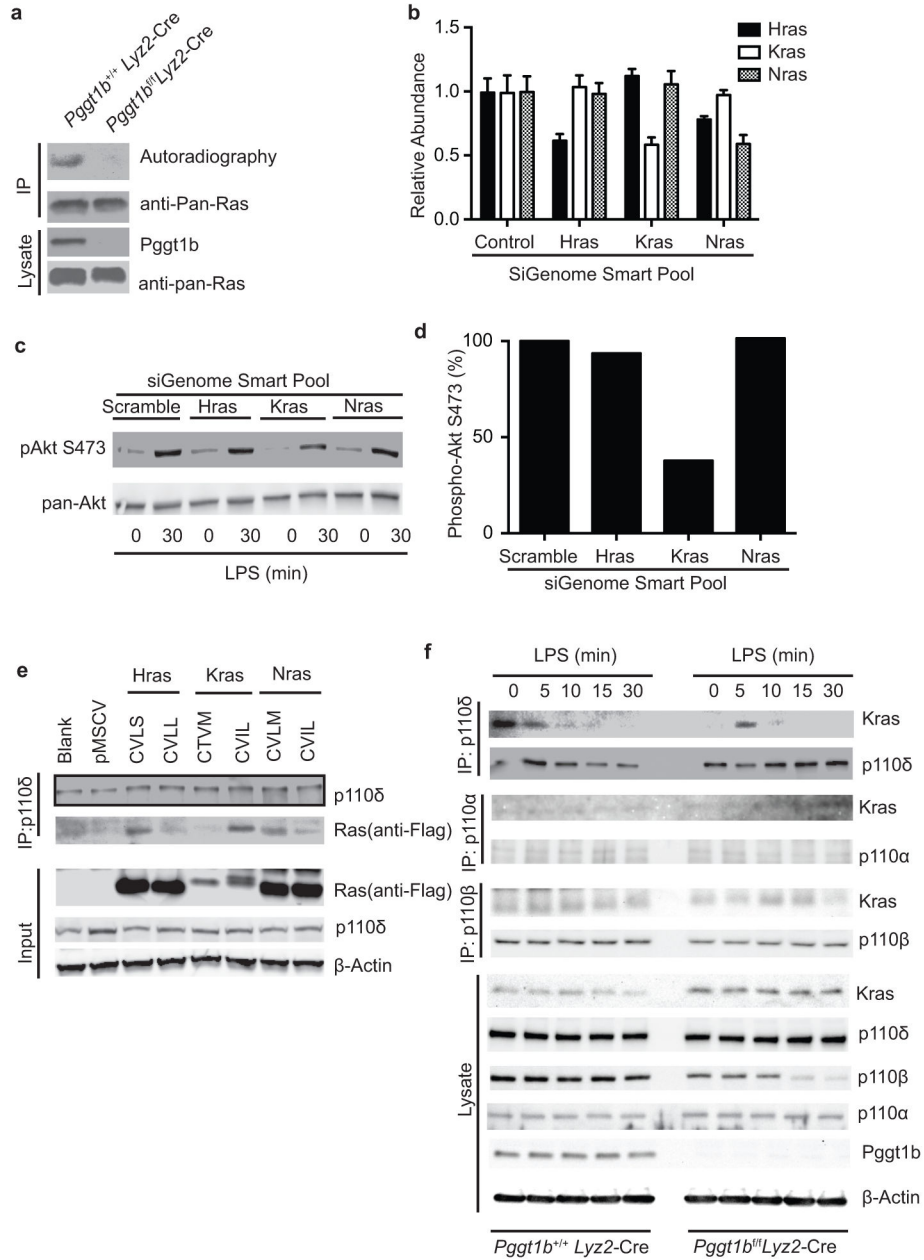 a
Pggt1b+/+ Lyz2-Cre
Pggt1bf/fLyz2-Cre
IP
Autoradiography
anti-Pan-Ras
Lysate
Pggt1b
anti-pan-Ras
b
Relative Abundance
1.5
1.0
0.5
0.0
Hras
Kras
Nras
Control Hras Kras Nras
SiGenome Smart Pool
c
siGenome Smart Pool
Scramble Hras Kras Nras
pAkt S473
pan-Akt
0 30 0 30 0 30 0 30
LPS (min)
d
Phospho-Akt S473 (%)
100
50
0
Scramble Hras Kras Nras
siGenome Smart Pool
e
Hras Kras Nras
Blank pMSCV CVLS CVLL CTVM CVIL CVLM CVIL
IP:p110δ
p110δ
Ras(anti-Flag)
Input
Ras(anti-Flag)
p110δ
β-Actin
f
LPS (min) LPS (min)
0 5 10 15 30 0 5 10 15 30
IP: p110δ
Kras
p110δ
IP: p110α
Kras
p110α
IP: p110β
Kras
p110β
Lysate
Kras
p110δ
p110β
p110α
Pggt1b
β-Actin
Pggt1b+/+ Lyz2-Cre Pggt1bf/fLyz2-Cre